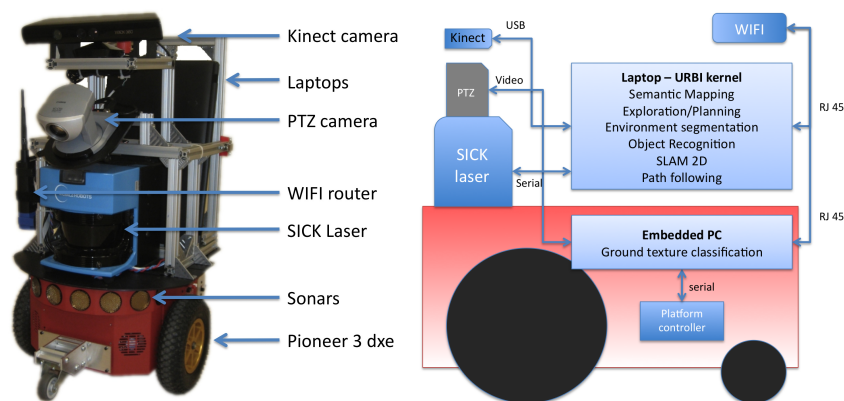 Kinect camera
Laptops
PTZ camera
WIFI router
SICK Laser
Sonars
Pioneer 3 dxe
USB
Kinect
WIFI
Video
PTZ
Laptop – URBI kernel
Semantic Mapping
Exploration/Planning
Environment segmentation
Object Recognition
SLAM 2D
Path following
RJ 45
SICK
laser
Serial
RJ 45
Embedded PC
Ground texture classification
serial
Platform
controller